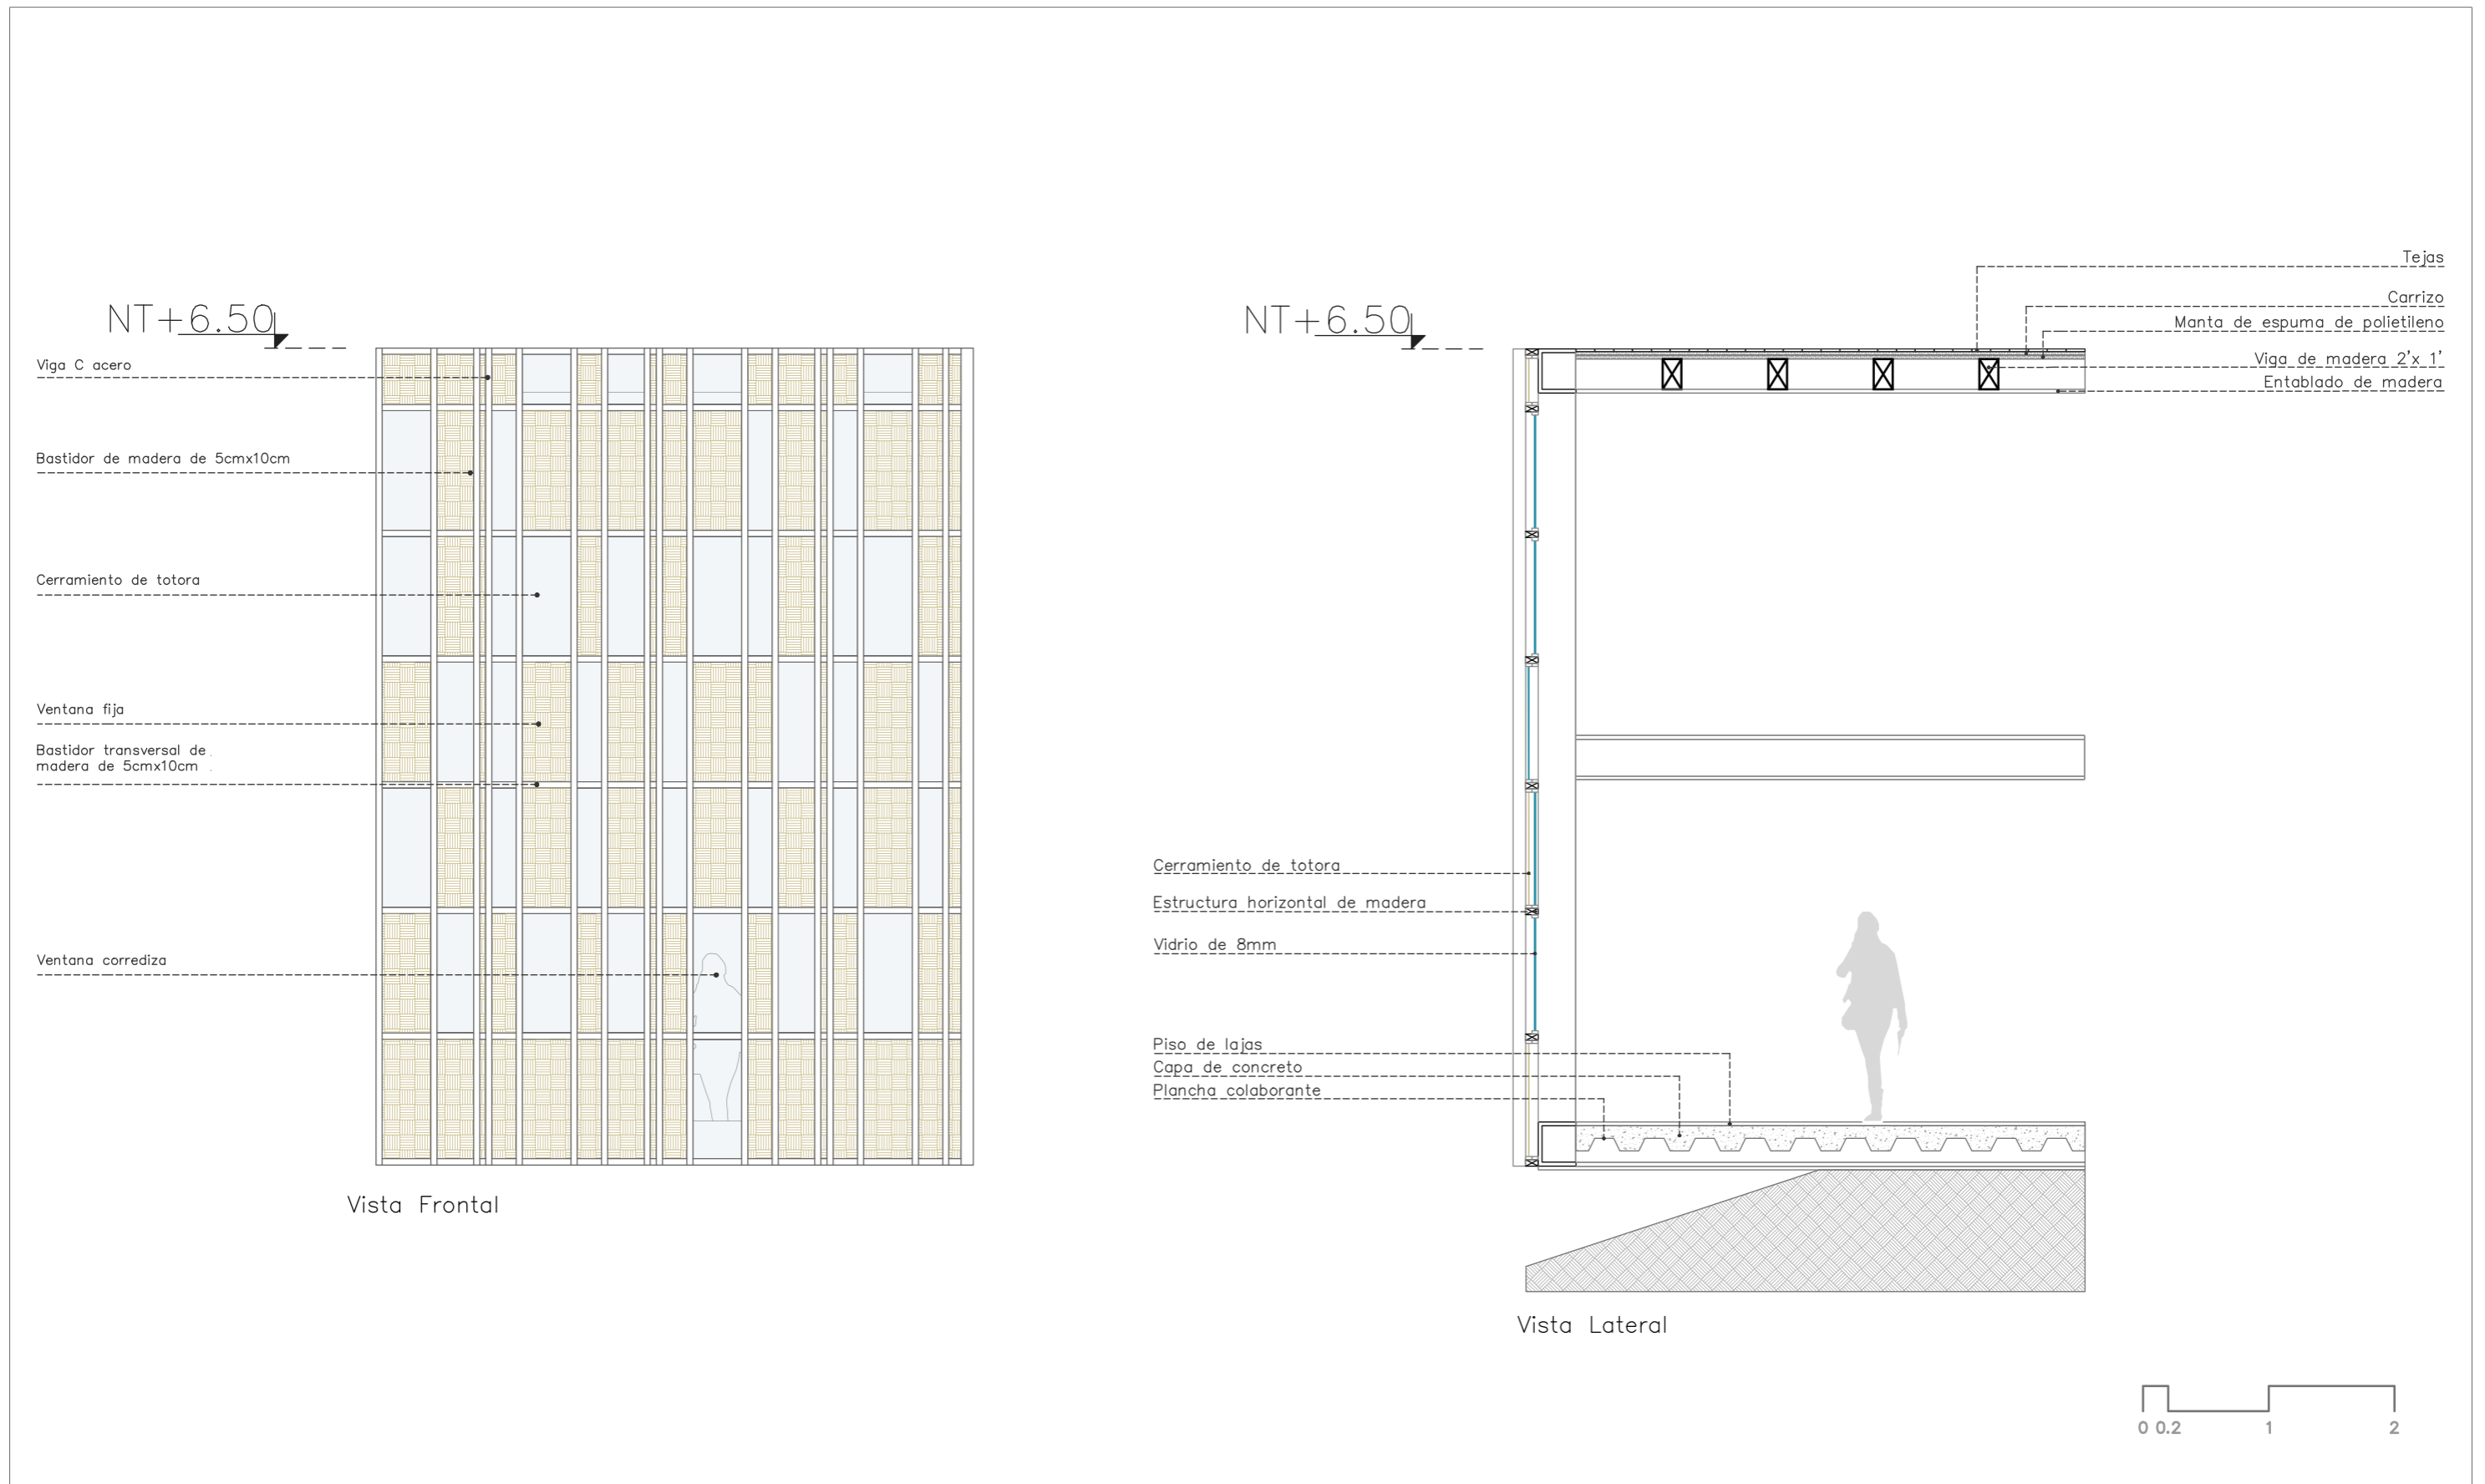 NT+6.50
Viga C acero
Bastidor de madera de 5cmx10cm
Cerramiento de totora
Ventana fija
Bastidor transversal de
madera de 5cmx10cm
Ventana corrediza
Vista Frontal
NT+6.50
Tejas
Carrizo
Manta de espuma de polietileno
Viga de madera 2'x 1'
Entablado de madera
Cerramiento de totora
Estructura horizontal de madera
Vidrio de 8mm
Piso de lajas
Capa de concreto
Plancha colaborante
Vista Lateral
0 0.2 1 2